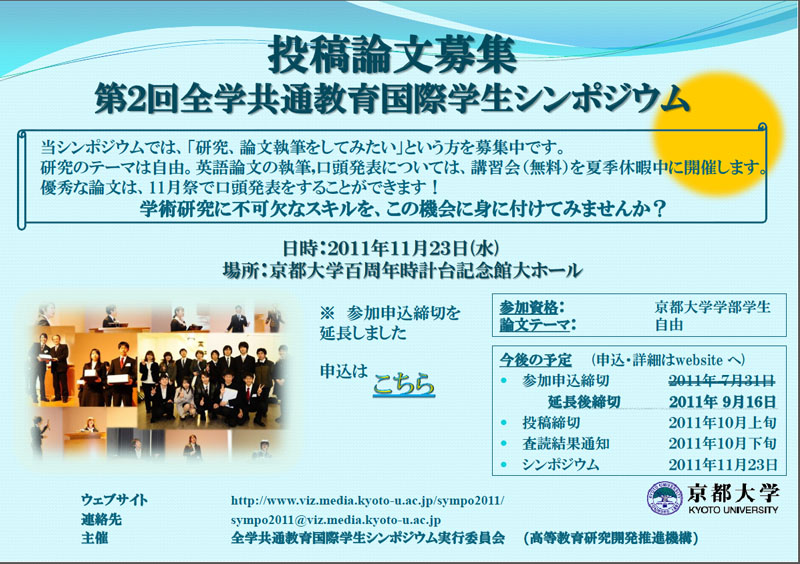 投稿論文募集
第2回全学共通教育国際学生シンポジウム
当シンポジウムでは、「研究、論文執筆をしてみたい」という方を募集中です。
研究のテーマは自由。英語論文の執筆,口頭発表については、講習会（無料）を夏季休暇中に開催します。
優秀な論文は、11月祭で口頭発表をすることができます！
学術研究に不可欠なスキルを、この機会に身に付けてみませんか？
日時：2011年11月23日(水)
場所：京都大学百周年時計台記念館大ホール
※ 参加申込締切を
延長しました
申込は こちら
参加資格： 京都大学学部学生
論文テーマ： 自由
今後の予定 （申込・詳細はwebsite へ)
• 参加申込締切 2011年 7月31日
延長後締切 2011年 9月16日
• 投稿締切 2011年10月上旬
• 査読結果通知 2011年10月下旬
• シンポジウム 2011年11月23日
京都大学
KYOTO UNIVERSITY
ウェブサイト http://www.viz.media.kyoto-u.ac.jp/sympo2011/
連絡先 sympo2011@viz.media.kyoto-u.ac.jp
主催 全学共通教育国際学生シンポジウム実行委員会 (高等教育研究開発推進機構)